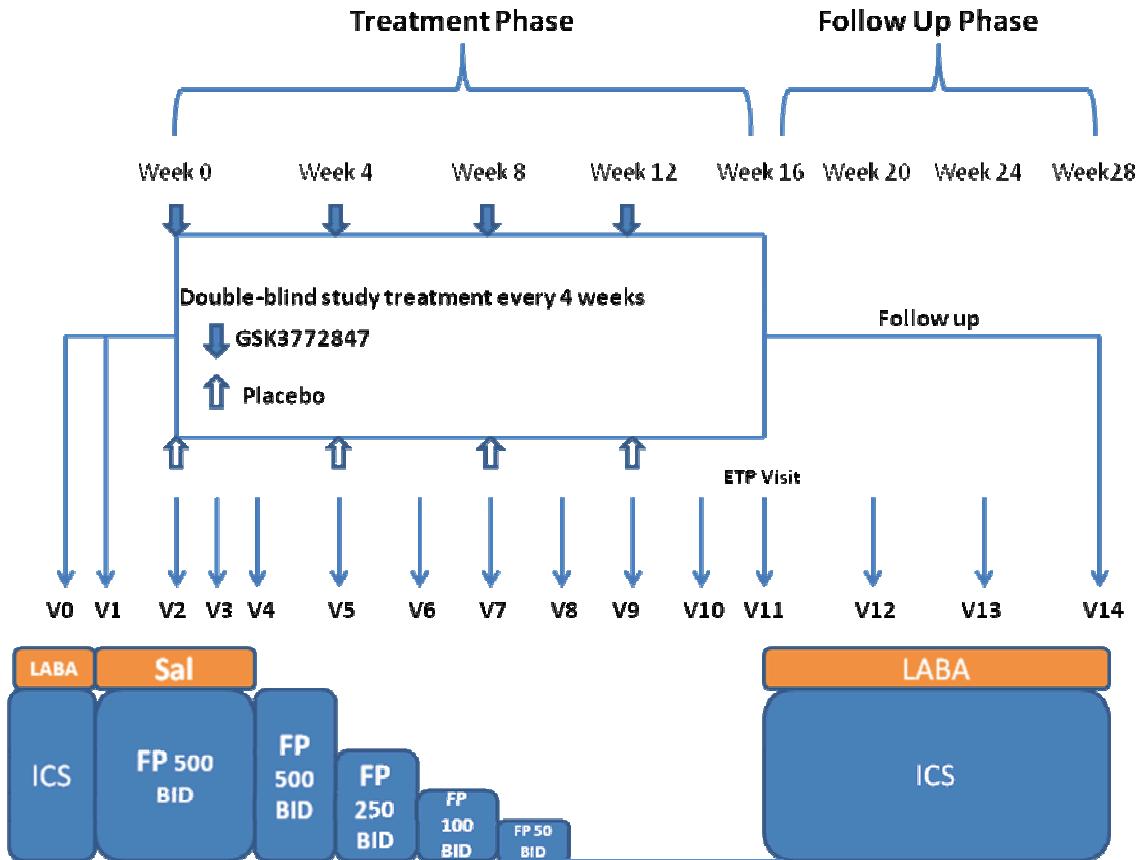 Treatment Phase
Follow Up Phase
Week 0
Week 4
Week 8
Week 12
Week 16
Week 20
Week 24
Week28
Double-blind study treatment every 4 weeks
GSK3772847
Placebo
Follow up
ETP Visit
V0
V1
V2
V3
V4
V5
V6
V7
V8
V9
V10
V11
V12
V13
V14
LABA
Sal
LABA
ICS
FP 500
BID
FP
500
BID
FP
250
BID
FP
100
BID
FP 50
BID
ICS